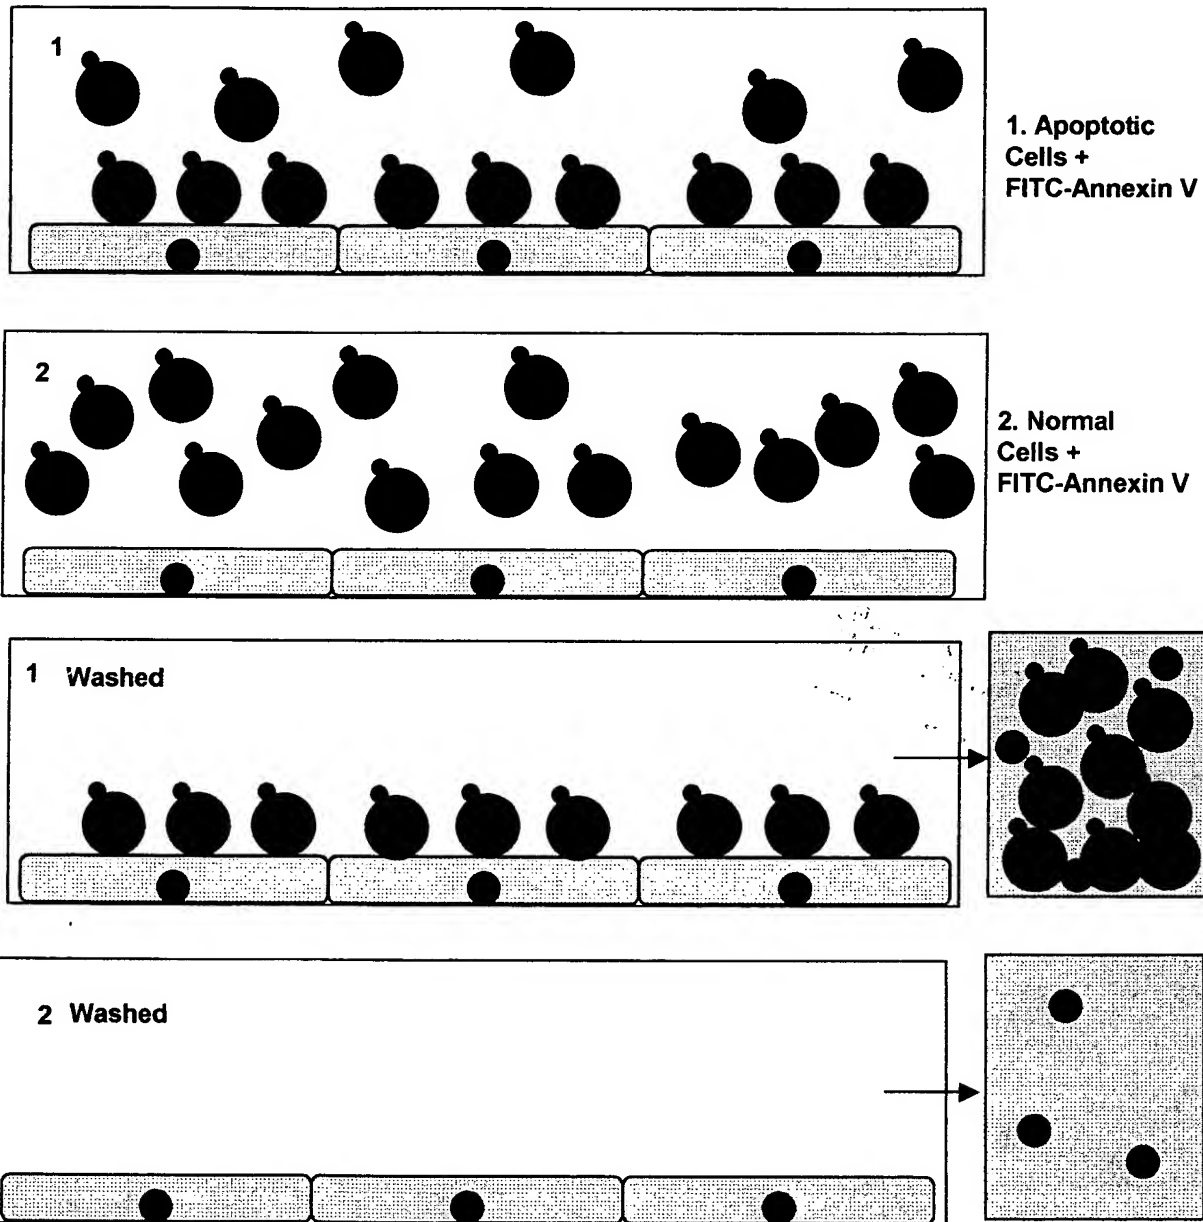 1
1. Apoptotic
Cells +
FITC-Annexin V
2
2. Normal
Cells +
FITC-Annexin V
1 Washed
2 Washed